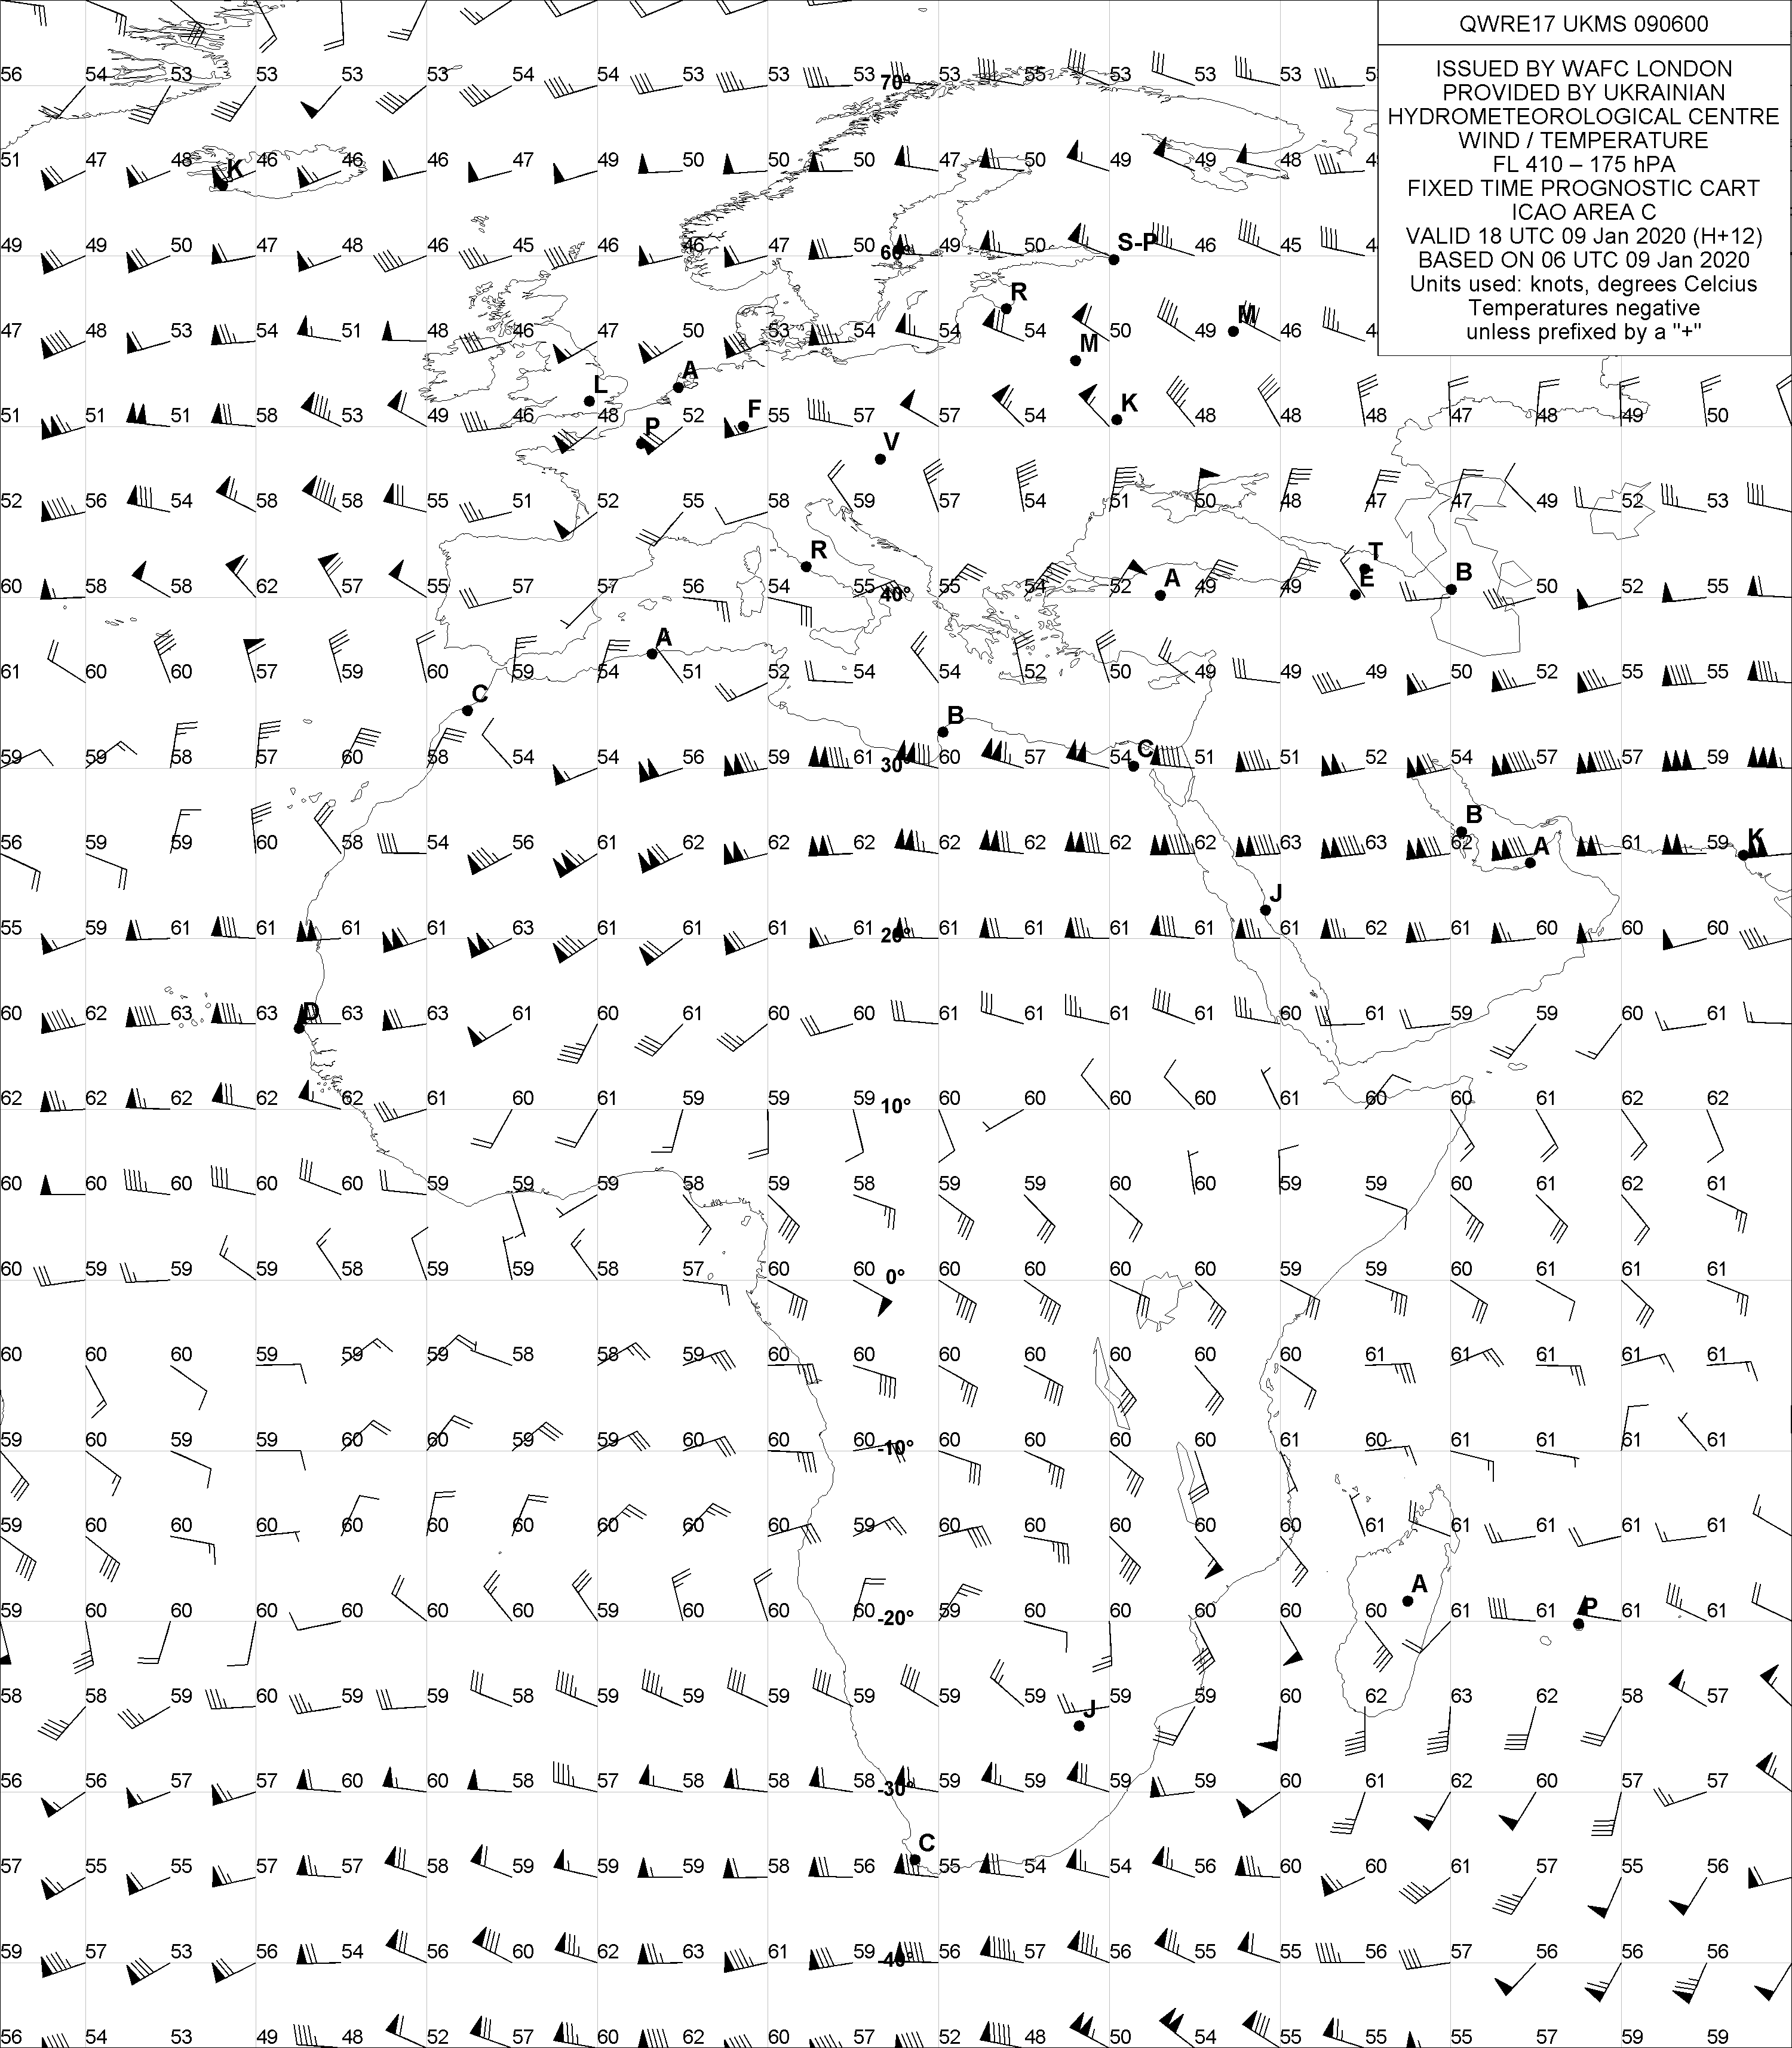 QWRE17 UKMS 090600
ISSUED BY WAFC LONDON
PROVIDED BY UKRAINIAN
HYDROMETEOROLOGICAL CENTRE
WIND / TEMPERATURE
FL 410 – 175 hPA
FIXED TIME PROGNOSTIC CART
ICAO AREA C
VALID 18 UTC 09 Jan 2020 (H+12)
BASED ON 06 UTC 09 Jan 2020
Units used: knots, degrees Celcius
Temperatures negative
unless prefixed by a "+"
56 54 53 53 53 53 54 54 53 53 53 70° 53 55 53 53 53 5
51 47 48 K 46 46 46 47 49 50 50 50 47 50 49 49 48 4
49 49 50 47 48 46 45 46 46 47 50 60° 49 50 S-P 46 45 4
R
47 48 53 54 51 48 46 47 50 53 54 54 54 50 49 M 46 4
M
A
L
51 51 51 58 53 49 46 48 P 52 F 55 57 57 54 K 48 48 48 47 48 49 50
V
52 56 54 58 58 55 51 52 55 58 59 57 54 51 50 48 47 47 49 52 53
R T
60 58 58 62 57 55 57 57 56 54 55 40° 55 54 52 A 49 49 E B 50 52 55
A
61 60 60 57 59 60 59 54 51 52 54 54 52 50 49 49 49 50 52 55 55
C
B
59 59 58 57 60 58 54 54 56 59 61 30° 60 57 54 C 51 51 52 54 57 57 59
B
56 59 59 60 58 54 56 61 62 62 62 62 62 62 62 63 63 62 A 61 59 K
J
55 59 61 61 61 61 63 61 61 61 61 20° 61 61 61 61 61 62 61 60 60 60
D
60 62 63 63 63 63 61 60 61 60 60 61 61 61 61 60 61 59 59 60 61
62 62 62 62 62 61 60 61 59 59 59 10° 60 60 60 60 61 60 60 61 62 62
60 60 60 60 60 59 59 59 58 59 58 59 59 60 60 59 59 60 61 62 61
60 59 59 59 58 59 59 58 57 60 60 0° 60 60 60 60 59 59 60 61 61 61
60 60 60 59 59 59 58 58 59 60 60 60 60 60 60 60 61 61 61 61 61
59 60 59 59 60 60 59 59 60 60 60 -10° 60 60 60 60 61 60 61 61 61 61
59 60 60 60 60 60 60 60 60 60 59 60 60 60 60 60 61 61 61 61 61
A
59 60 60 60 60 60 60 59 60 60 60 -20° 59 60 60 60 60 60 61 61 P 61 61
58 58 59 60 59 59 58 59 59 59 59 59 59 J 59 59 60 62 63 62 58 57
56 56 57 57 60 60 58 57 58 58 58 -30° 59 59 59 59 60 61 62 60 57 57
C
57 55 55 57 57 58 59 59 59 58 56 55 54 54 56 60 60 61 57 55 56
59 57 53 56 54 56 60 62 63 61 59 -40° 56 57 56 55 55 56 57 56 56 56
56 54 53 49 48 52 57 60 62 60 57 52 48 50 54 55 55 55 57 59 59